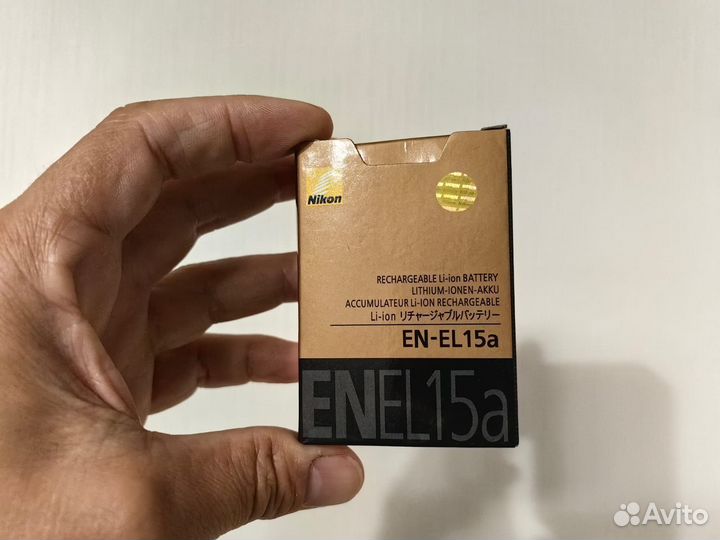 Nikon
RECHARGEABLE Li-ion BATTERY
LITHIUM-IONEN-AKKU
ACCUMULATEUR Li-ION RECHARGEABLE
Li-ion リチャージャブルバッテリー
EN-EL15a
ENEL15a
Avito